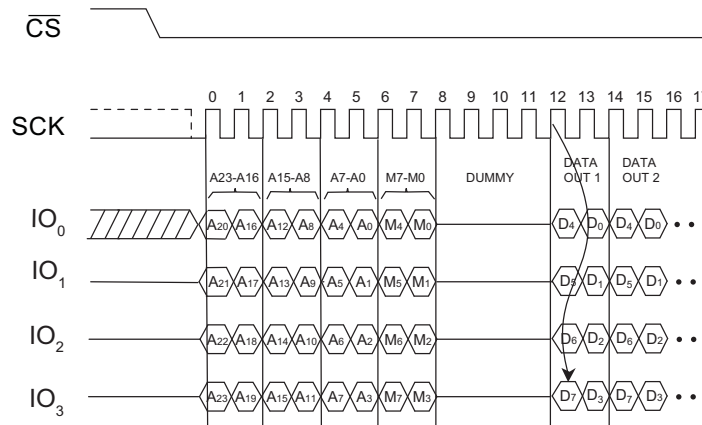 CS
0 1 2 3 4 5 6 7 8 9 10 11 12 13 14 15 16 17
SCK
A23-A16 A15-A8 A7-A0 M7-M0 DUMMY DATA OUT 1 DATA OUT 2
IO0 A20 A16 A12 A8 A4 A0 M4 M0 D4 D0 D4 D0
IO1 A21 A17 A13 A9 A5 A1 M5 M1 D5 D1 D5 D1
IO2 A22 A18 A14 A10 A6 A2 M6 M2 D6 D2 D6 D2
IO3 A23 A19 A15 A11 A7 A3 M7 M3 D7 D3 D7 D3